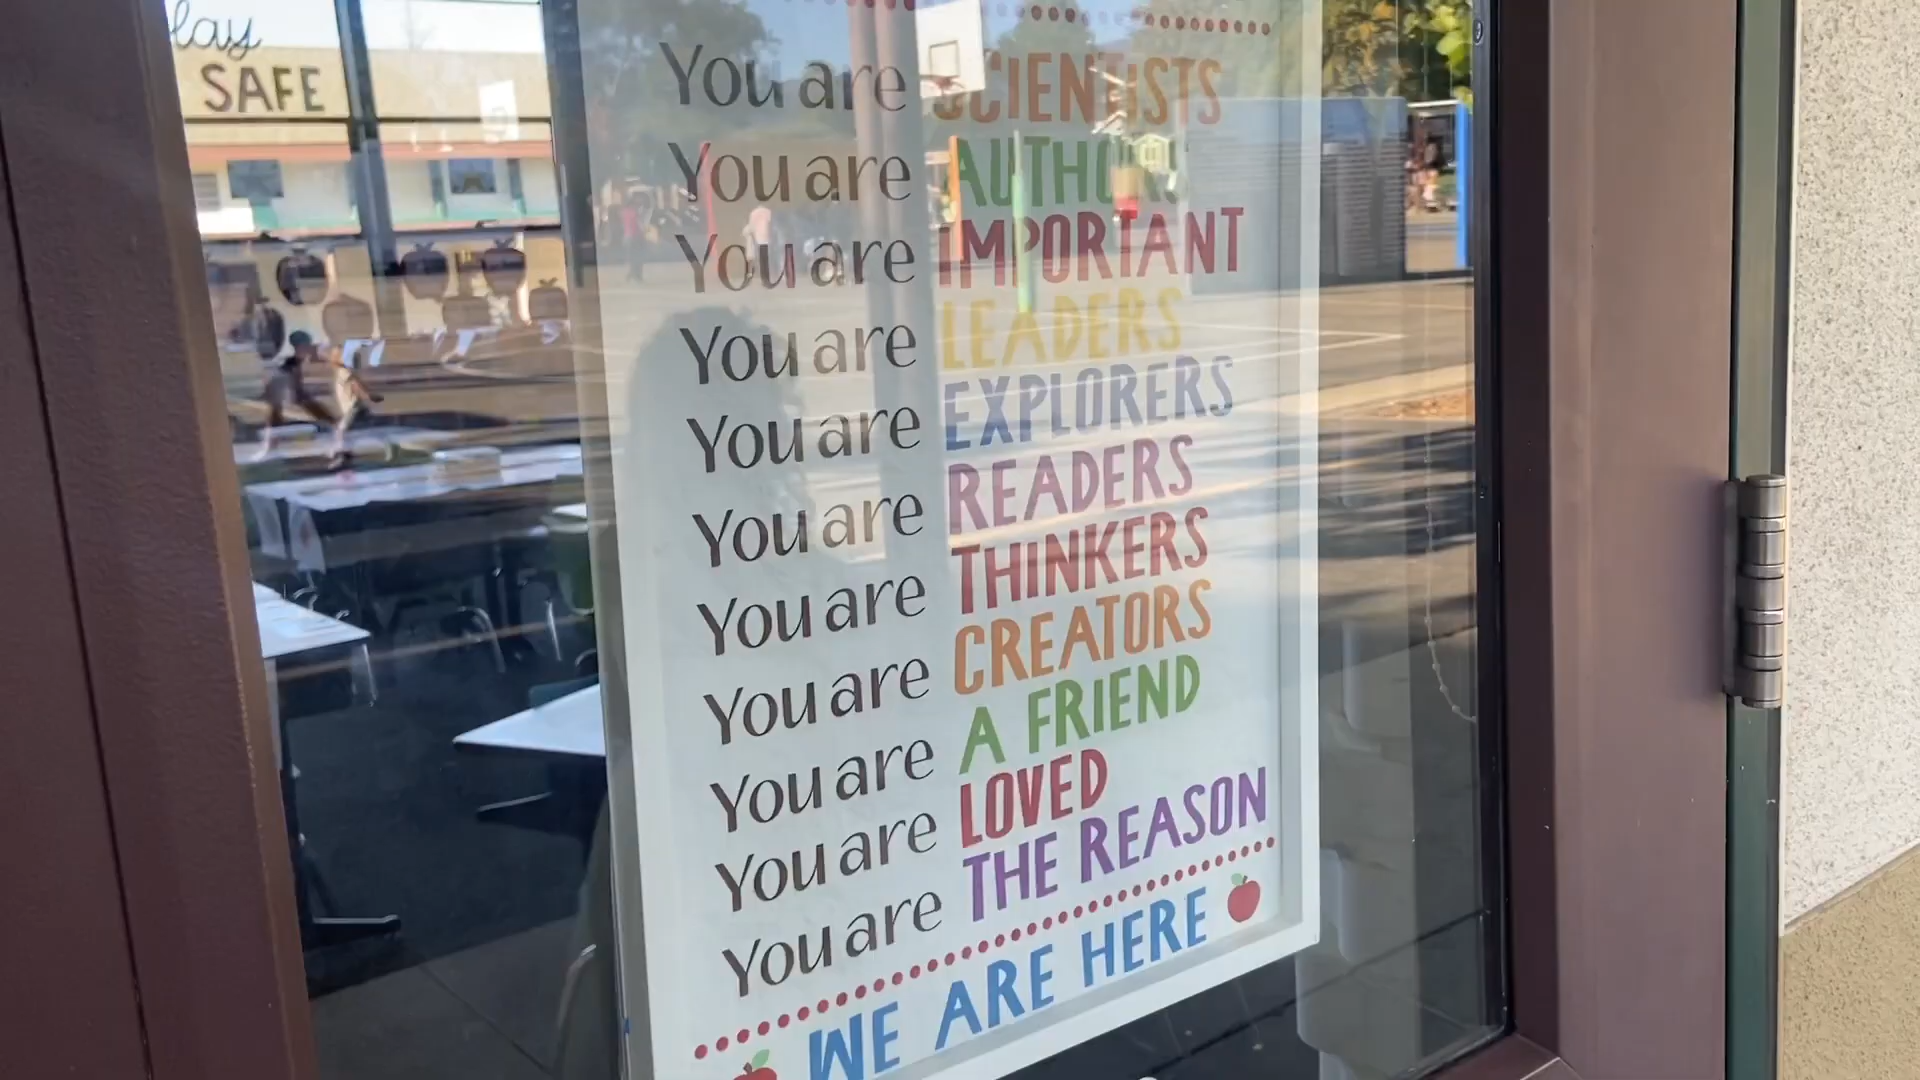 lay
SAFE
You are SCIENTISTS
You are AUTHORS
You are IMPORTANT
You are LEADERS
You are EXPLORERS
You are READERS
You are THINKERS
You are CREATORS
You are A FRIEND
You are LOVED
You are THE REASON
WE ARE HERE